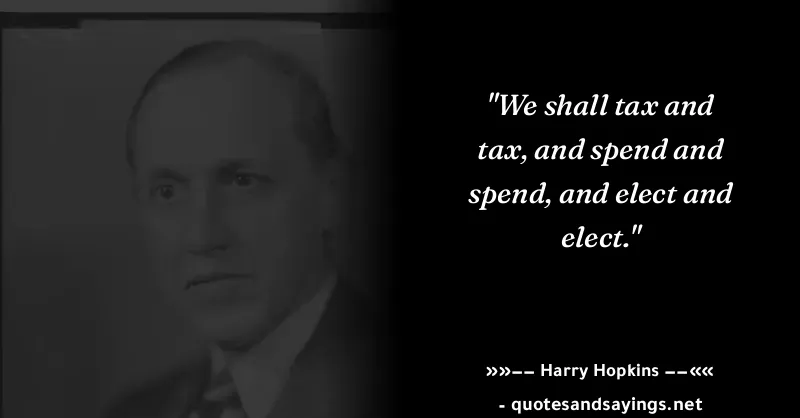 "We shall tax and
tax, and spend and
spend, and elect and
elect."
»»–– Harry Hopkins ––««
- quotesandsayings.net